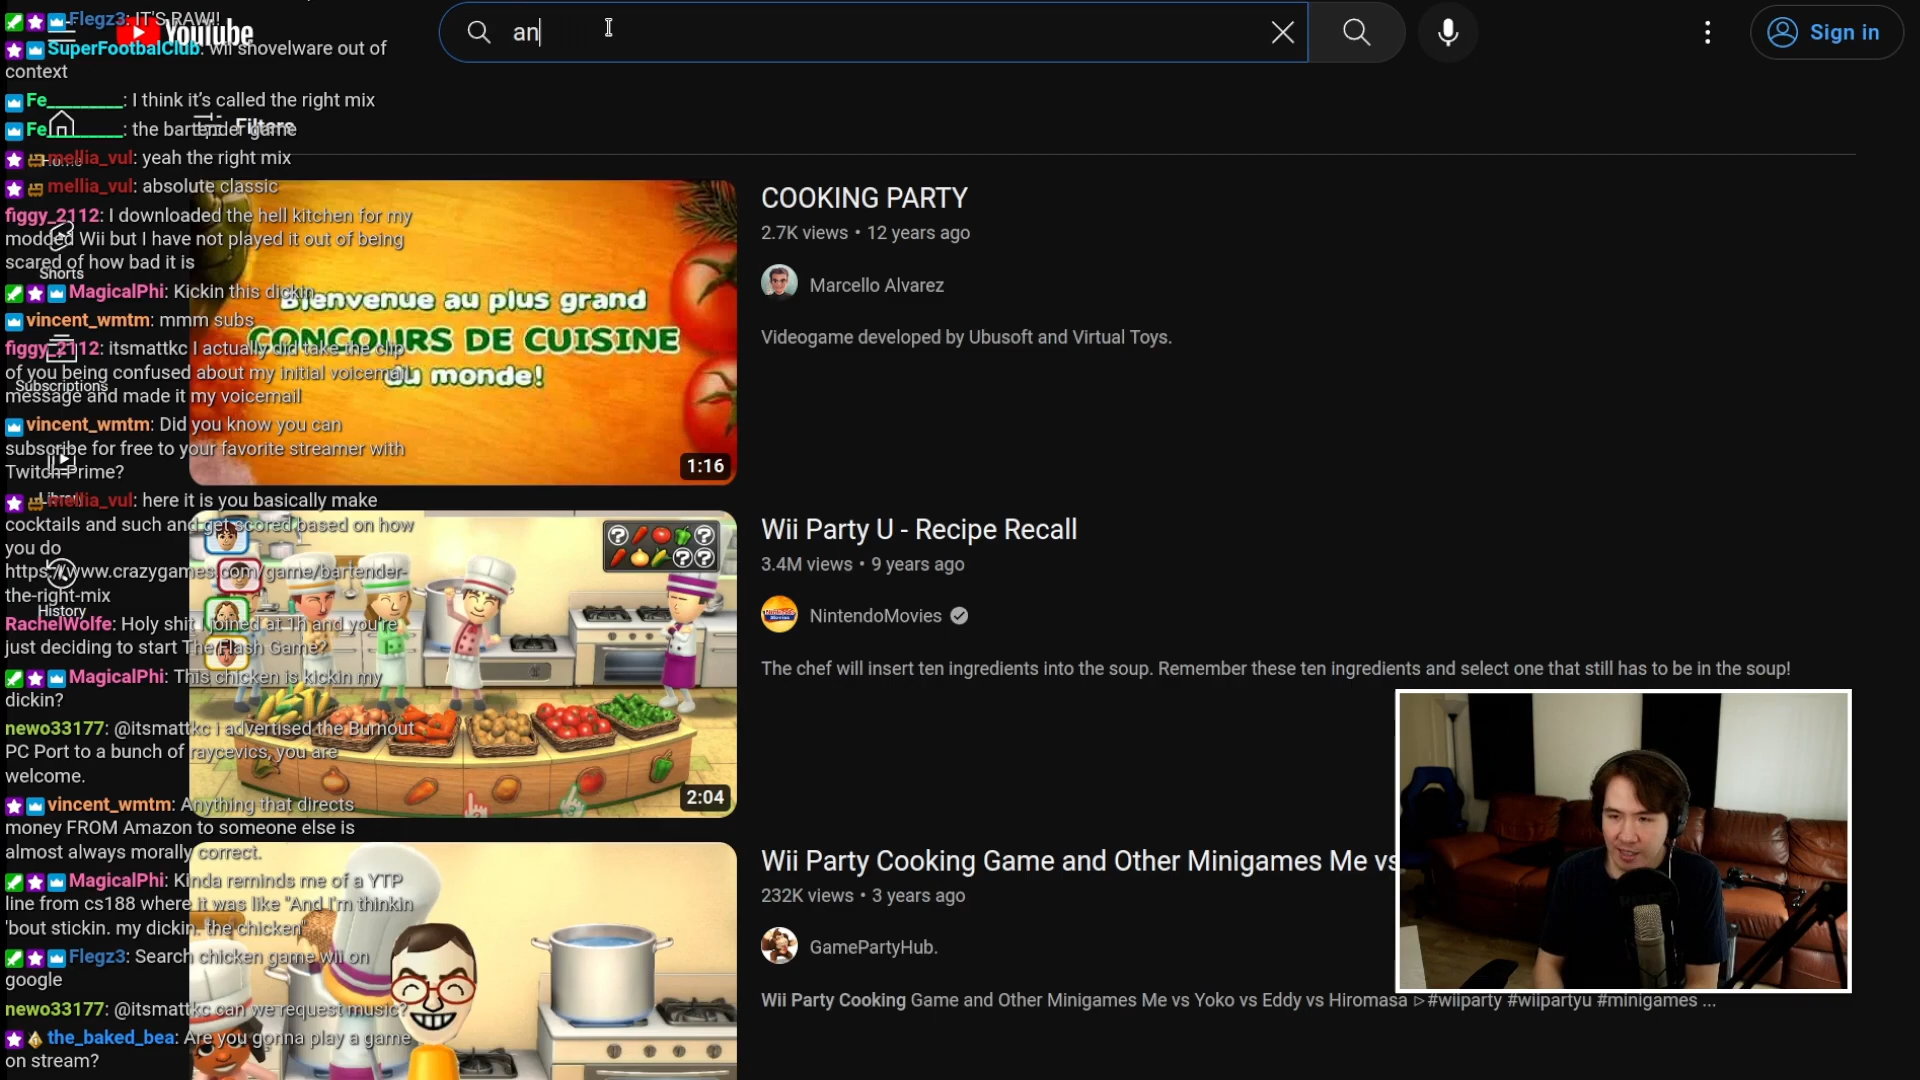 Flegz3: IT'S RAW!!
SuperFootbalClub: wii shovelware out of
context
Fe_________: I think it's called the right mix
Fe_________: the bartender game
mellia_vul: yeah the right mix
mellia_vul: absolute classic
figgy_2112: I downloaded the hell kitchen for my
modded Wii but I have not played it out of being
scared of how bad it is
MagicalPhi: Kickin this dickin
vincent_wmtm: mmm subs
figgy_2112: itsmattkc I actually did take the clip
of you being confused about my initial voicemail
message and made it my voicemail
vincent_wmtm: Did you know you can
subscribe for free to your favorite streamer with
Twitch Prime?
mellia_vul: here it is you basically make
cocktails and such and get scored based on how
you do
https://www.crazygames.com/game/bartender-
the-right-mix
RachelWolfe: Holy shit I joined at 1h and you're
just deciding to start The Flash Game?
MagicalPhi: This chicken is kickin my
dickin?
newo33177: @itsmattkc i advertised the Burnout
PC Port to a bunch of raycevics, you are
welcome.
vincent_wmtm: Anything that directs
money FROM Amazon to someone else is
almost always morally correct.
MagicalPhi: Kinda reminds me of a YTP
line from cs188 where it was like "And I'm thinkin
'bout stickin. my dickin. the chicken"
Flegz3: Search chicken game wii on
google
newo33177: @itsmattkc can we request music?
the_baked_bea: Are you gonna play a game
on stream?
YouTube
an
Sign in
Home
Shorts
Subscriptions
Library
History
Filters
Bienvenue au plus grand
CONCOURS DE CUISINE
du monde!
1:16
COOKING PARTY
2.7K views • 12 years ago
Marcello Alvarez
Videogame developed by Ubusoft and Virtual Toys.
2:04
Wii Party U - Recipe Recall
3.4M views • 9 years ago
NintendoMovies
The chef will insert ten ingredients into the soup. Remember these ten ingredients and select one that still has to be in the soup!
Wii Party Cooking Game and Other Minigames Me vs
232K views • 3 years ago
GamePartyHub.
Wii Party Cooking Game and Other Minigames Me vs Yoko vs Eddy vs Hiromasa ▷#wiiparty #wiipartyu #minigames ...